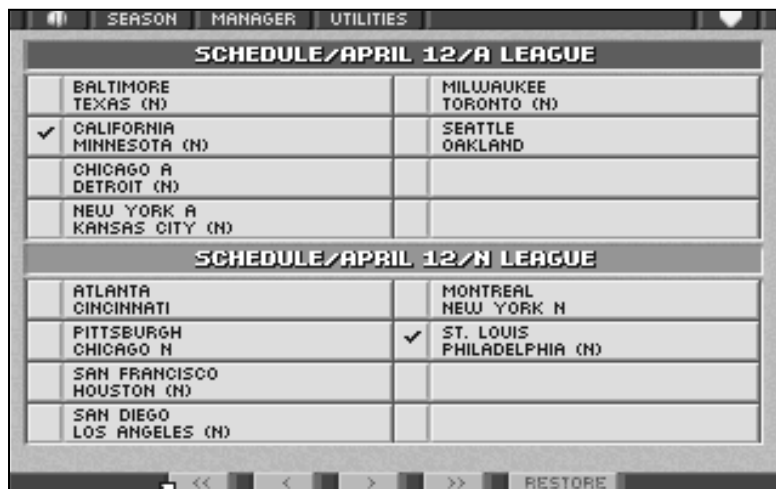 SEASON MANAGER UTILITIES
SCHEDULE/APRIL 12/A LEAGUE
BALTIMORE
TEXAS (N)
CALIFORNIA
MINNESOTA (N)
CHICAGO A
DETROIT (N)
NEW YORK A
KANSAS CITY (N)
MILWAUKEE
TORONTO (N)
SEATTLE
OAKLAND
SCHEDULE/APRIL 12/N LEAGUE
ATLANTA
CINCINNATI
PITTSBURGH
CHICAGO N
SAN FRANCISCO
HOUSTON (N)
SAN DIEGO
LOS ANGELES (N)
MONTREAL
NEW YORK N
ST. LOUIS
PHILADELPHIA (N)
<< < > >> RESTORE